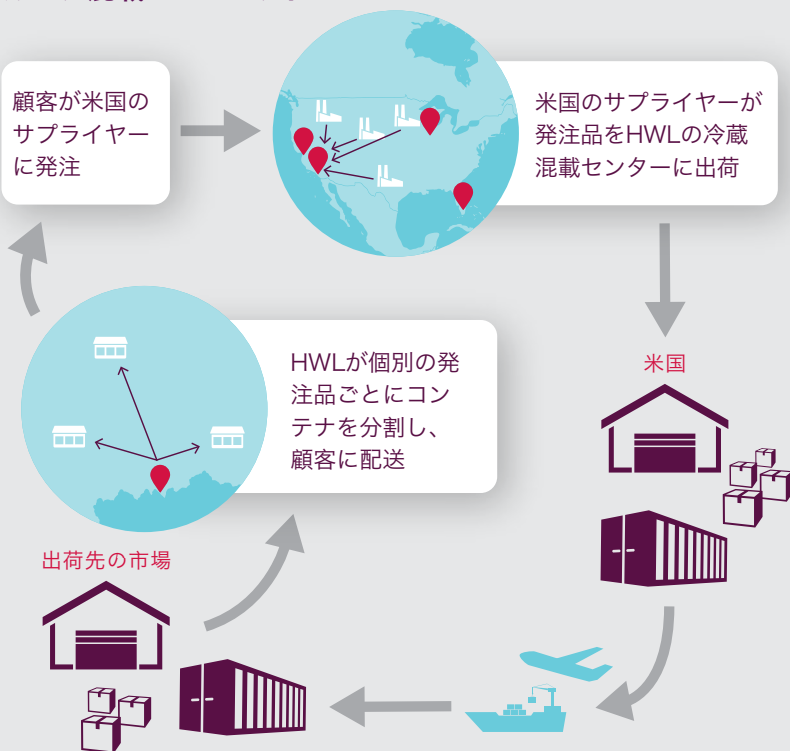 顧客が米国の
サプライヤー
に発注
米国のサプライヤーが
発注品をHWLの冷蔵
混載センターに出荷
米国
HWLが個別の発
注品ごとにコン
テナを分割し、
顧客に配送
出荷先の市場